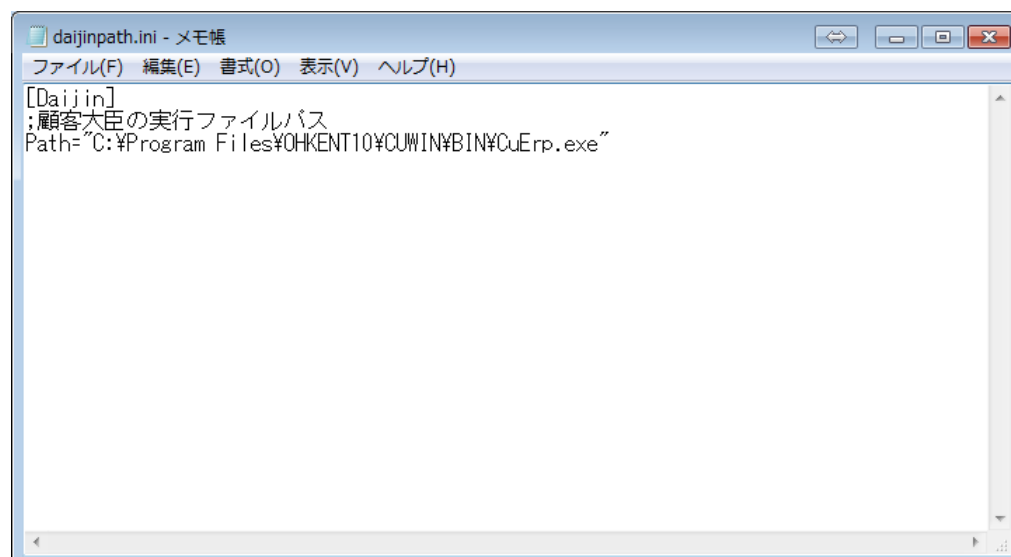 daijinpath.ini - メモ帳
ファイル(F) 編集(E) 書式(O) 表示(V) ヘルプ(H)
[Daijin]
;顧客大臣の実行ファイルパス
Path="C:¥Program Files¥OHKENT10¥CUWIN¥BIN¥CuErp.exe"